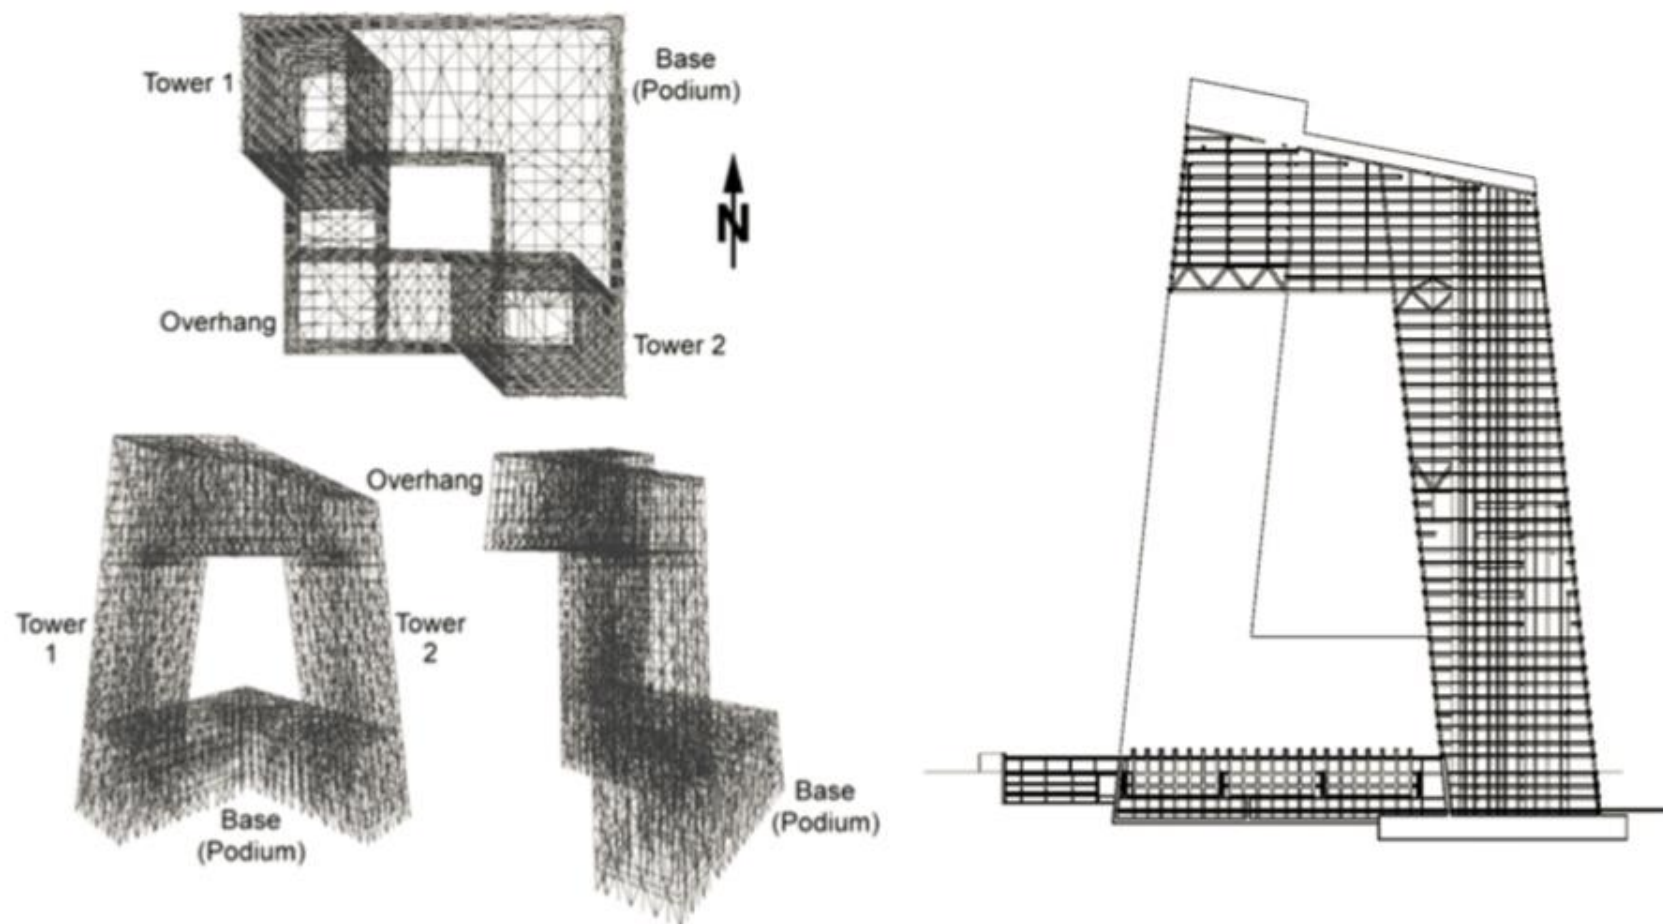 Tower 1
Base
(Podium)
N
Overhang
Tower 2
Overhang
Tower
1
Tower
2
Base
(Podium)
Base
(Podium)